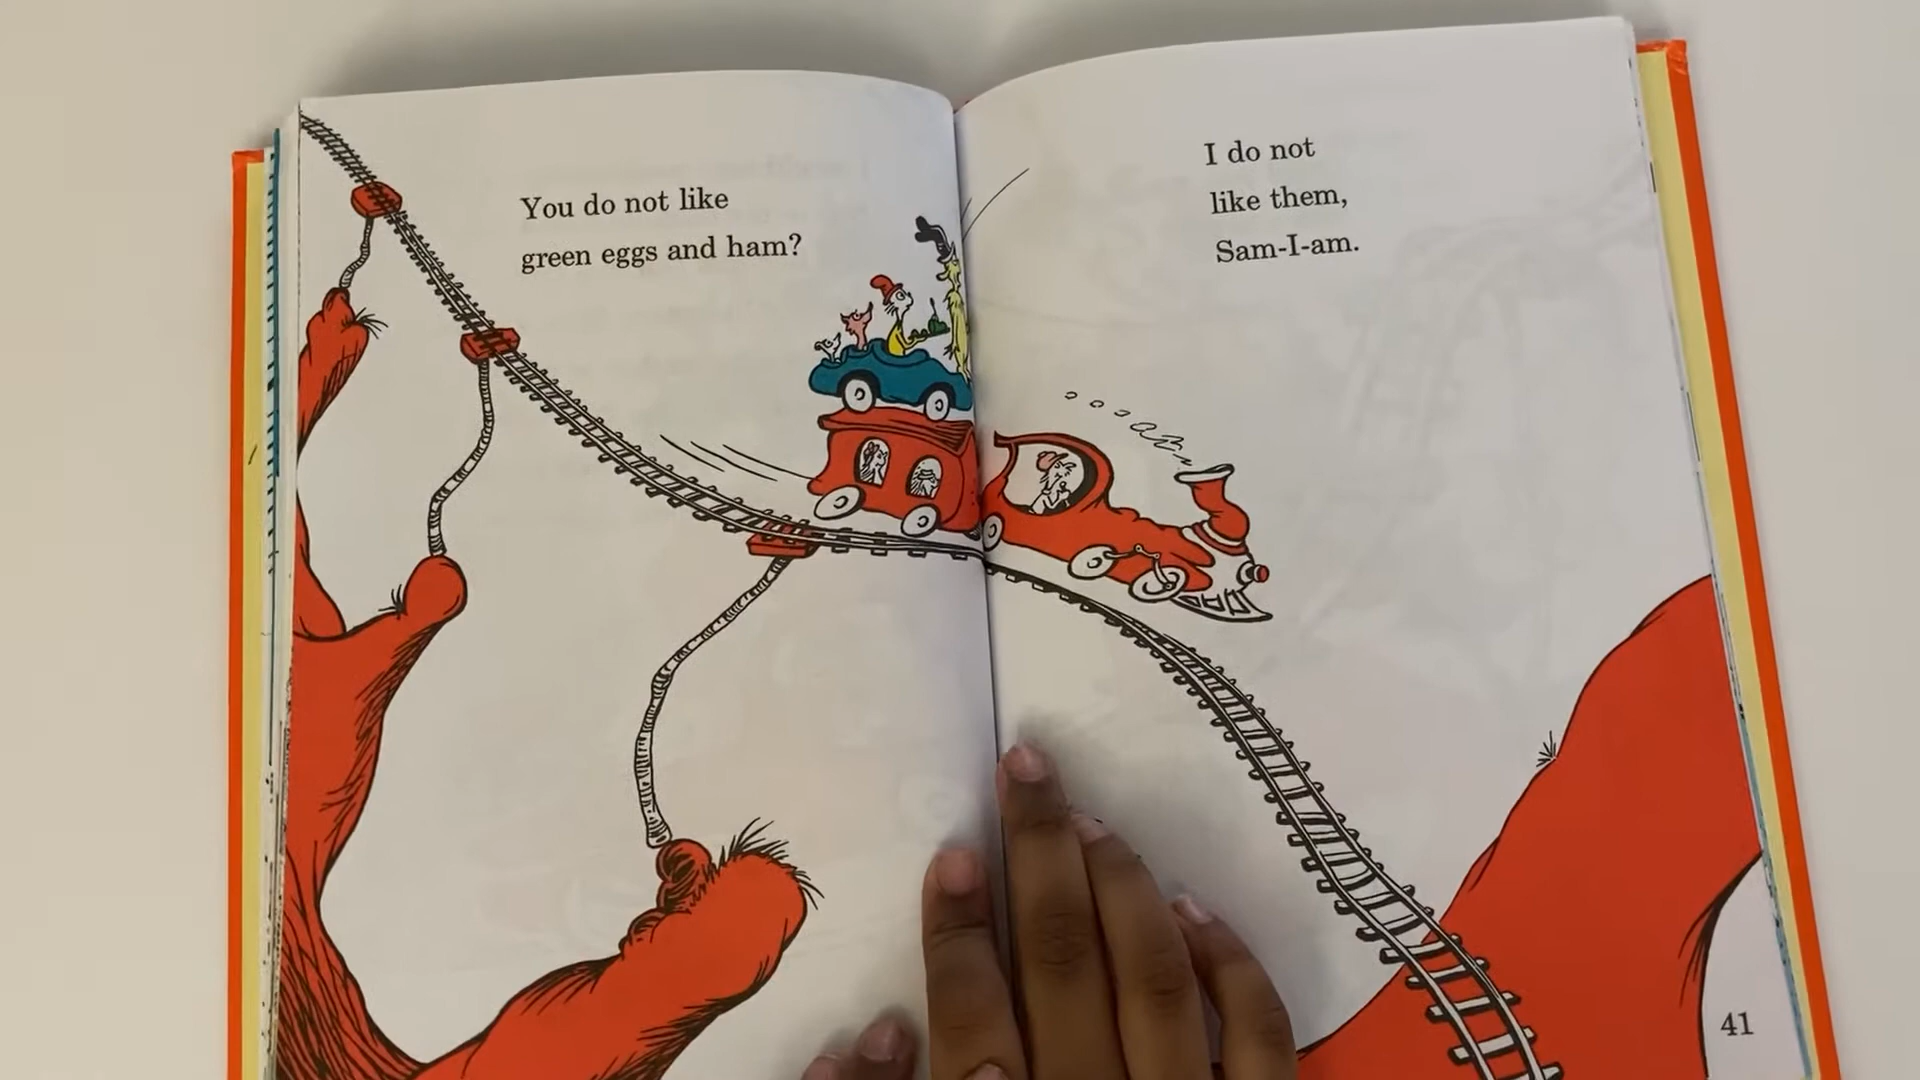 You do not like
green eggs and ham?
I do not
like them,
Sam-I-am.
41